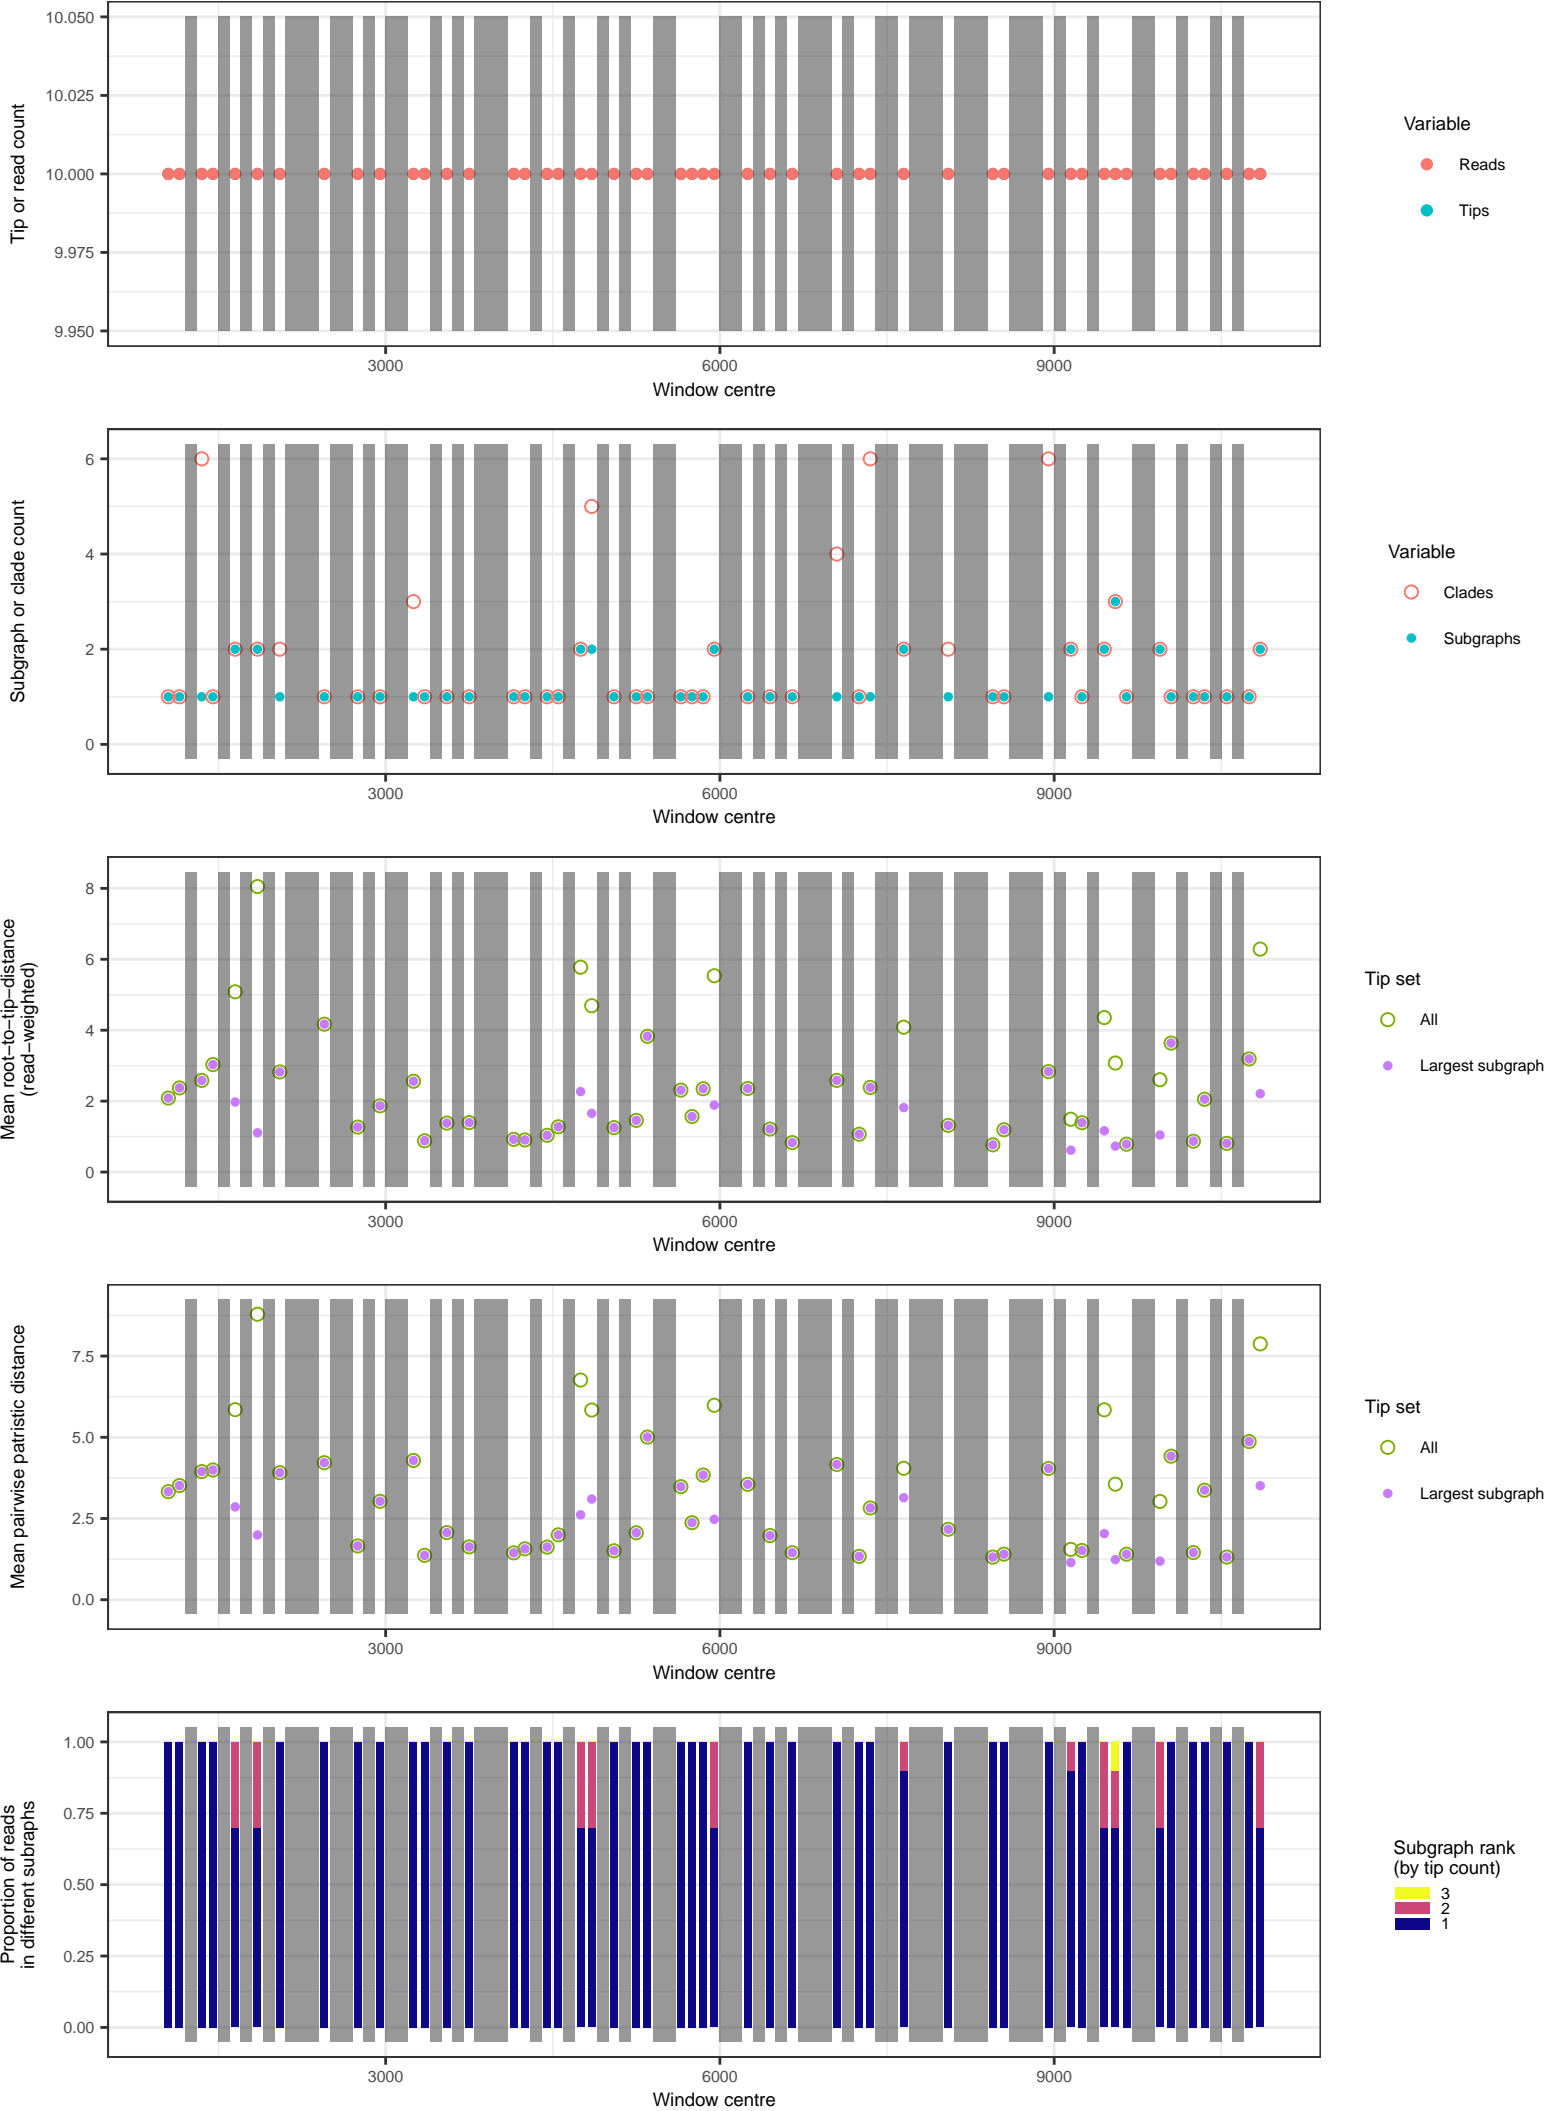 10.050
10.025
10.000
9.975
9.950
Tip or read count
3000
6000
9000
Window centre
Variable
Reads
Tips
6
4
2
0
Subgraph or clade count
3000
6000
9000
Window centre
Variable
Clades
Subgraphs
8
6
4
2
0
Mean root−to−tip−distance
(read−weighted)
3000
6000
9000
Window centre
Tip set
All
Largest subgraph
7.5
5.0
2.5
0.0
Mean pairwise patristic distance
3000
6000
9000
Window centre
Tip set
All
Largest subgraph
1.00
0.75
0.50
0.25
0.00
Proportion of reads
in different subraphs
3000
6000
9000
Window centre
Subgraph rank
(by tip count)
3
2
1